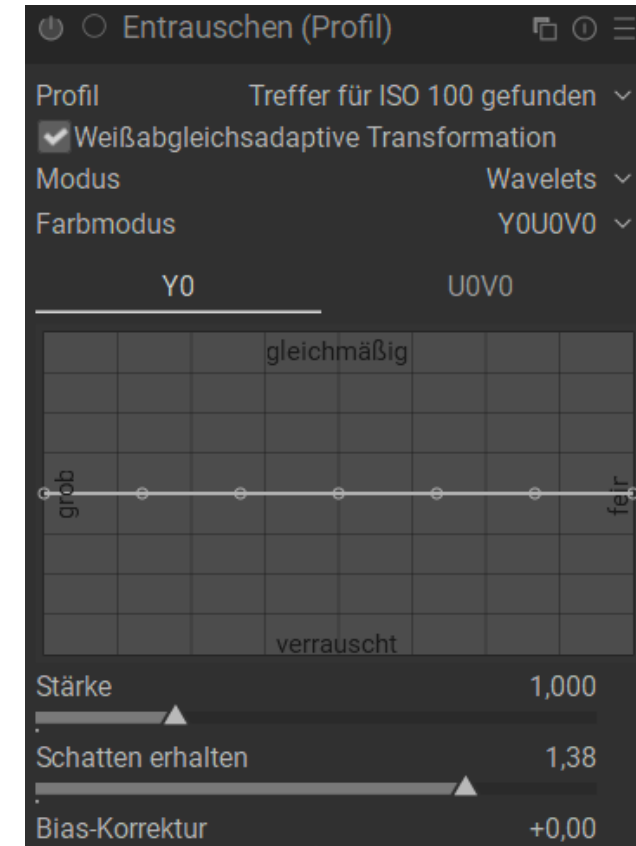 Entrauschen (Profil)
Profil Treffer für ISO 100 gefunden
Weißabgleichsadaptive Transformation
Modus Wavelets
Farbmodus Y0U0V0
Y0 U0V0
gleichmäßig
grob
verrauscht
Stärke 1,000
Schatten erhalten 1,38
Bias-Korrektur +0,00